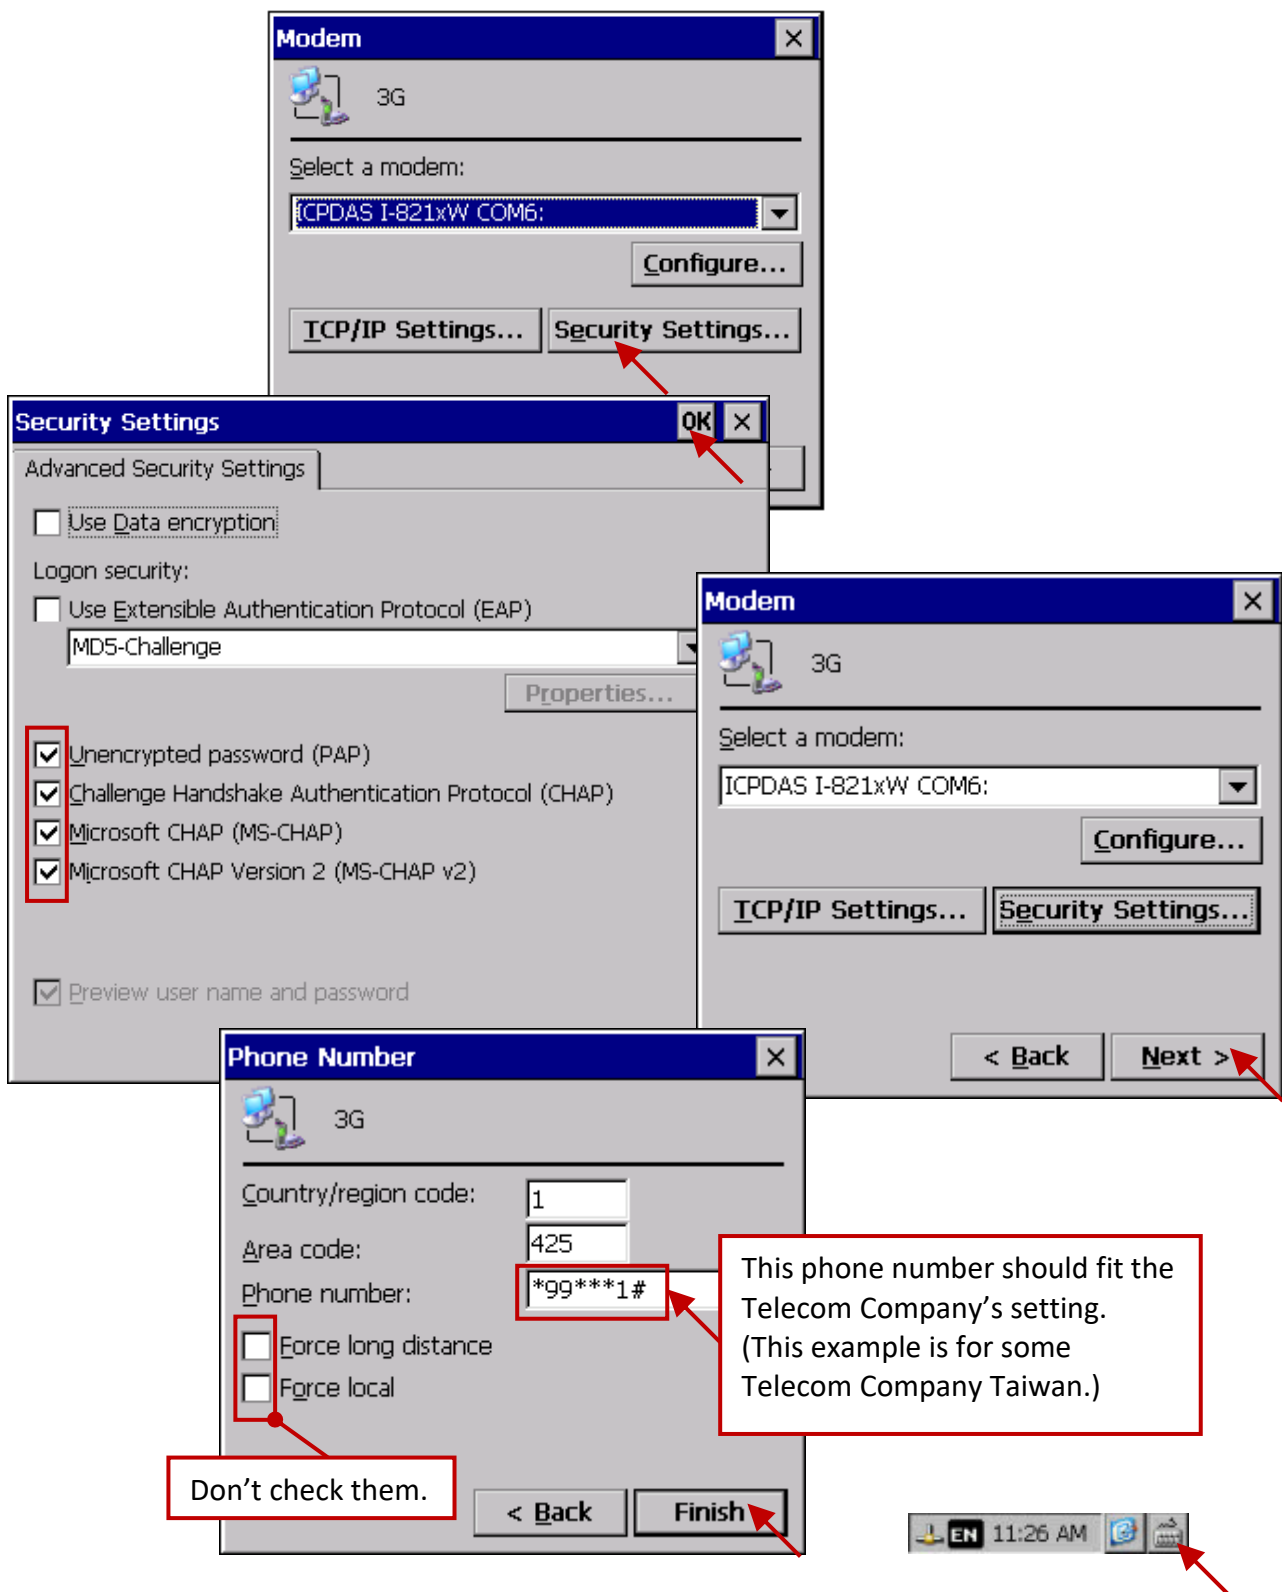 Modem
3G
Select a modem:
ICPDAS I-821xW COM6:
Configure...
TCP/IP Settings...
Security Settings...
Security Settings
OK
Advanced Security Settings
Use Data encryption
Logon security:
Use Extensible Authentication Protocol (EAP)
MD5-Challenge
Properties...
Unencrypted password (PAP)
Challenge Handshake Authentication Protocol (CHAP)
Microsoft CHAP (MS-CHAP)
Microsoft CHAP Version 2 (MS-CHAP v2)
Preview user name and password
Modem
3G
Select a modem:
ICPDAS I-821xW COM6:
Configure...
TCP/IP Settings...
Security Settings...
< Back
Next >
Phone Number
3G
Country/region code:
1
Area code:
425
Phone number:
*99***1#
Force long distance
Force local
< Back
Finish
This phone number should fit the
Telecom Company’s setting.
(This example is for some
Telecom Company Taiwan.)
Don’t check them.
EN 11:26 AM